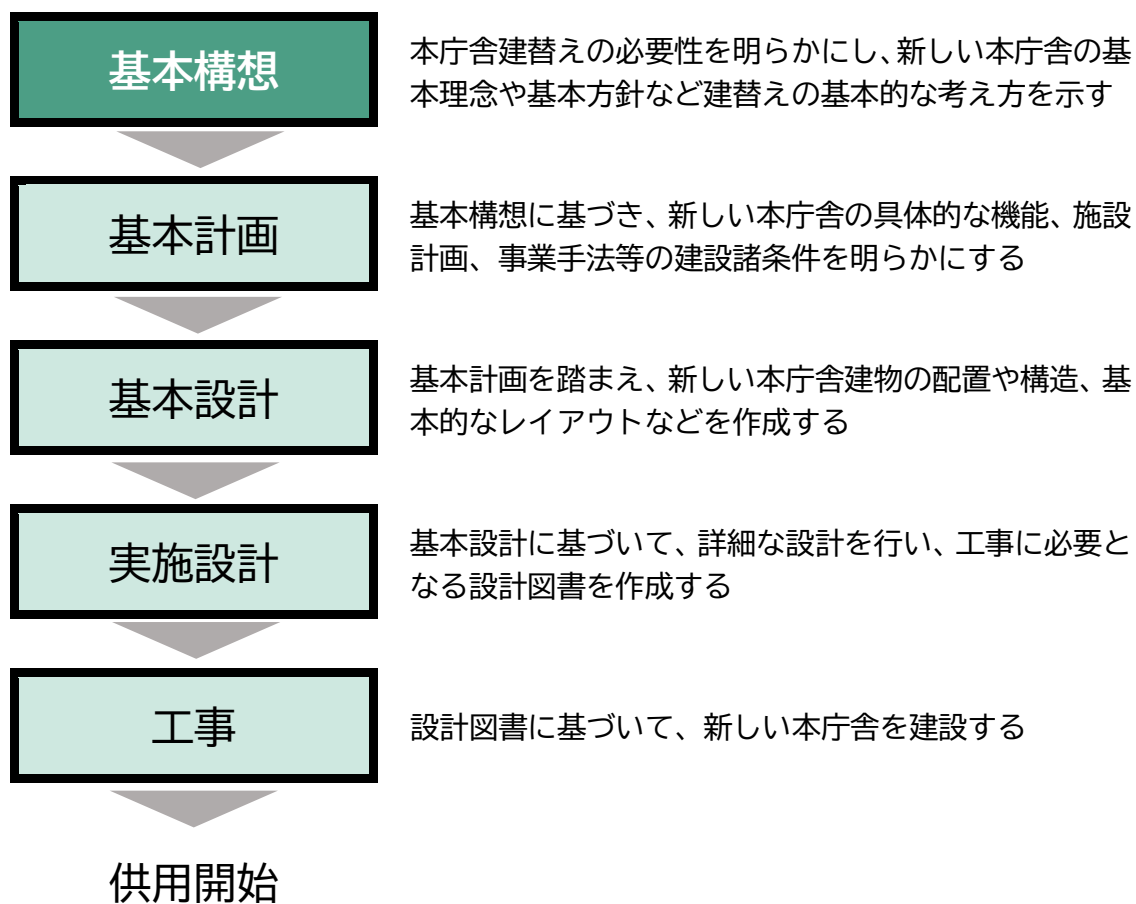 基本構想
本庁舎建替えの必要性を明らかにし、新しい本庁舎の基
本理念や基本方針など建替えの基本的な考え方を示す
基本計画
基本構想に基づき、新しい本庁舎の具体的な機能、施設
計画、事業手法等の建設諸条件を明らかにする
基本設計
基本計画を踏まえ、新しい本庁舎建物の配置や構造、基
本的なレイアウトなどを作成する
実施設計
基本設計に基づいて、詳細な設計を行い、工事に必要と
なる設計図書を作成する
工事
設計図書に基づいて、新しい本庁舎を建設する
供用開始